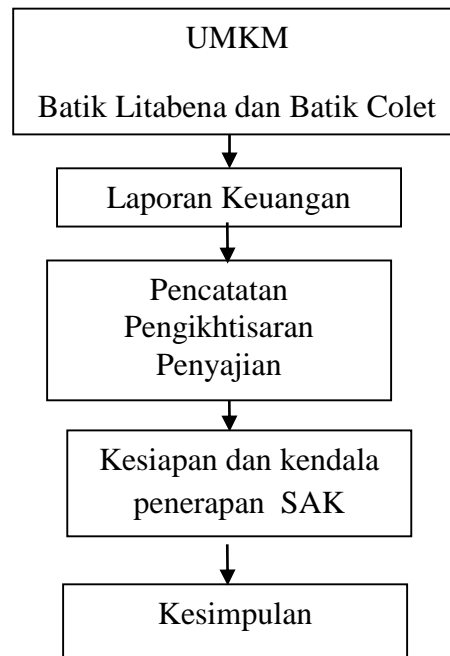 UMKM
Batik Litabena dan Batik Colet
Laporan Keuangan
Pencatatan
Pengikhtisaran
Penyajian
Kesiapan dan kendala
penerapan SAK
Kesimpulan